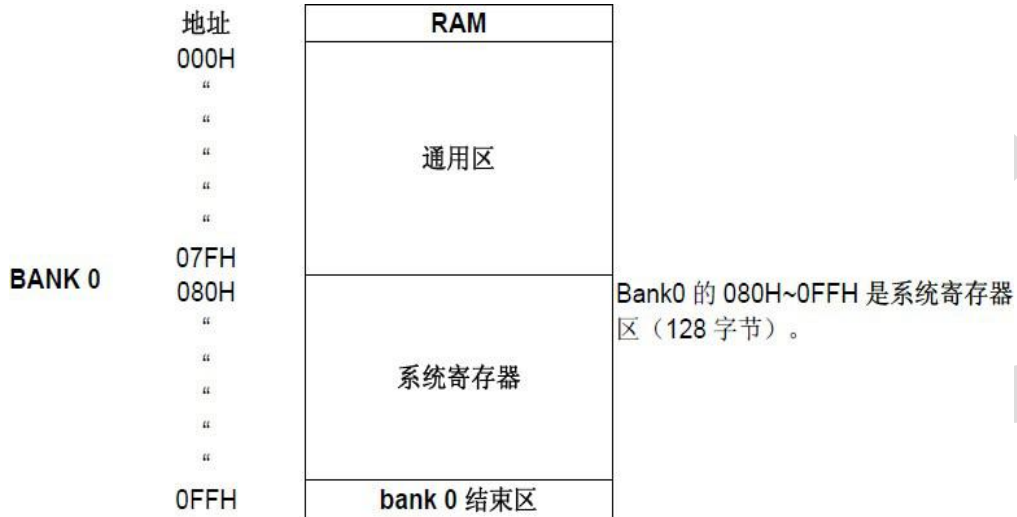 地址 RAM
000H
“
“
“ 通用区
“
“
07FH
BANK 0
080H Bank0 的 080H~0FFH 是系统寄存器
“ 区（128 字节）。
“
“ 系统寄存器
“
“
0FFH bank 0 结束区